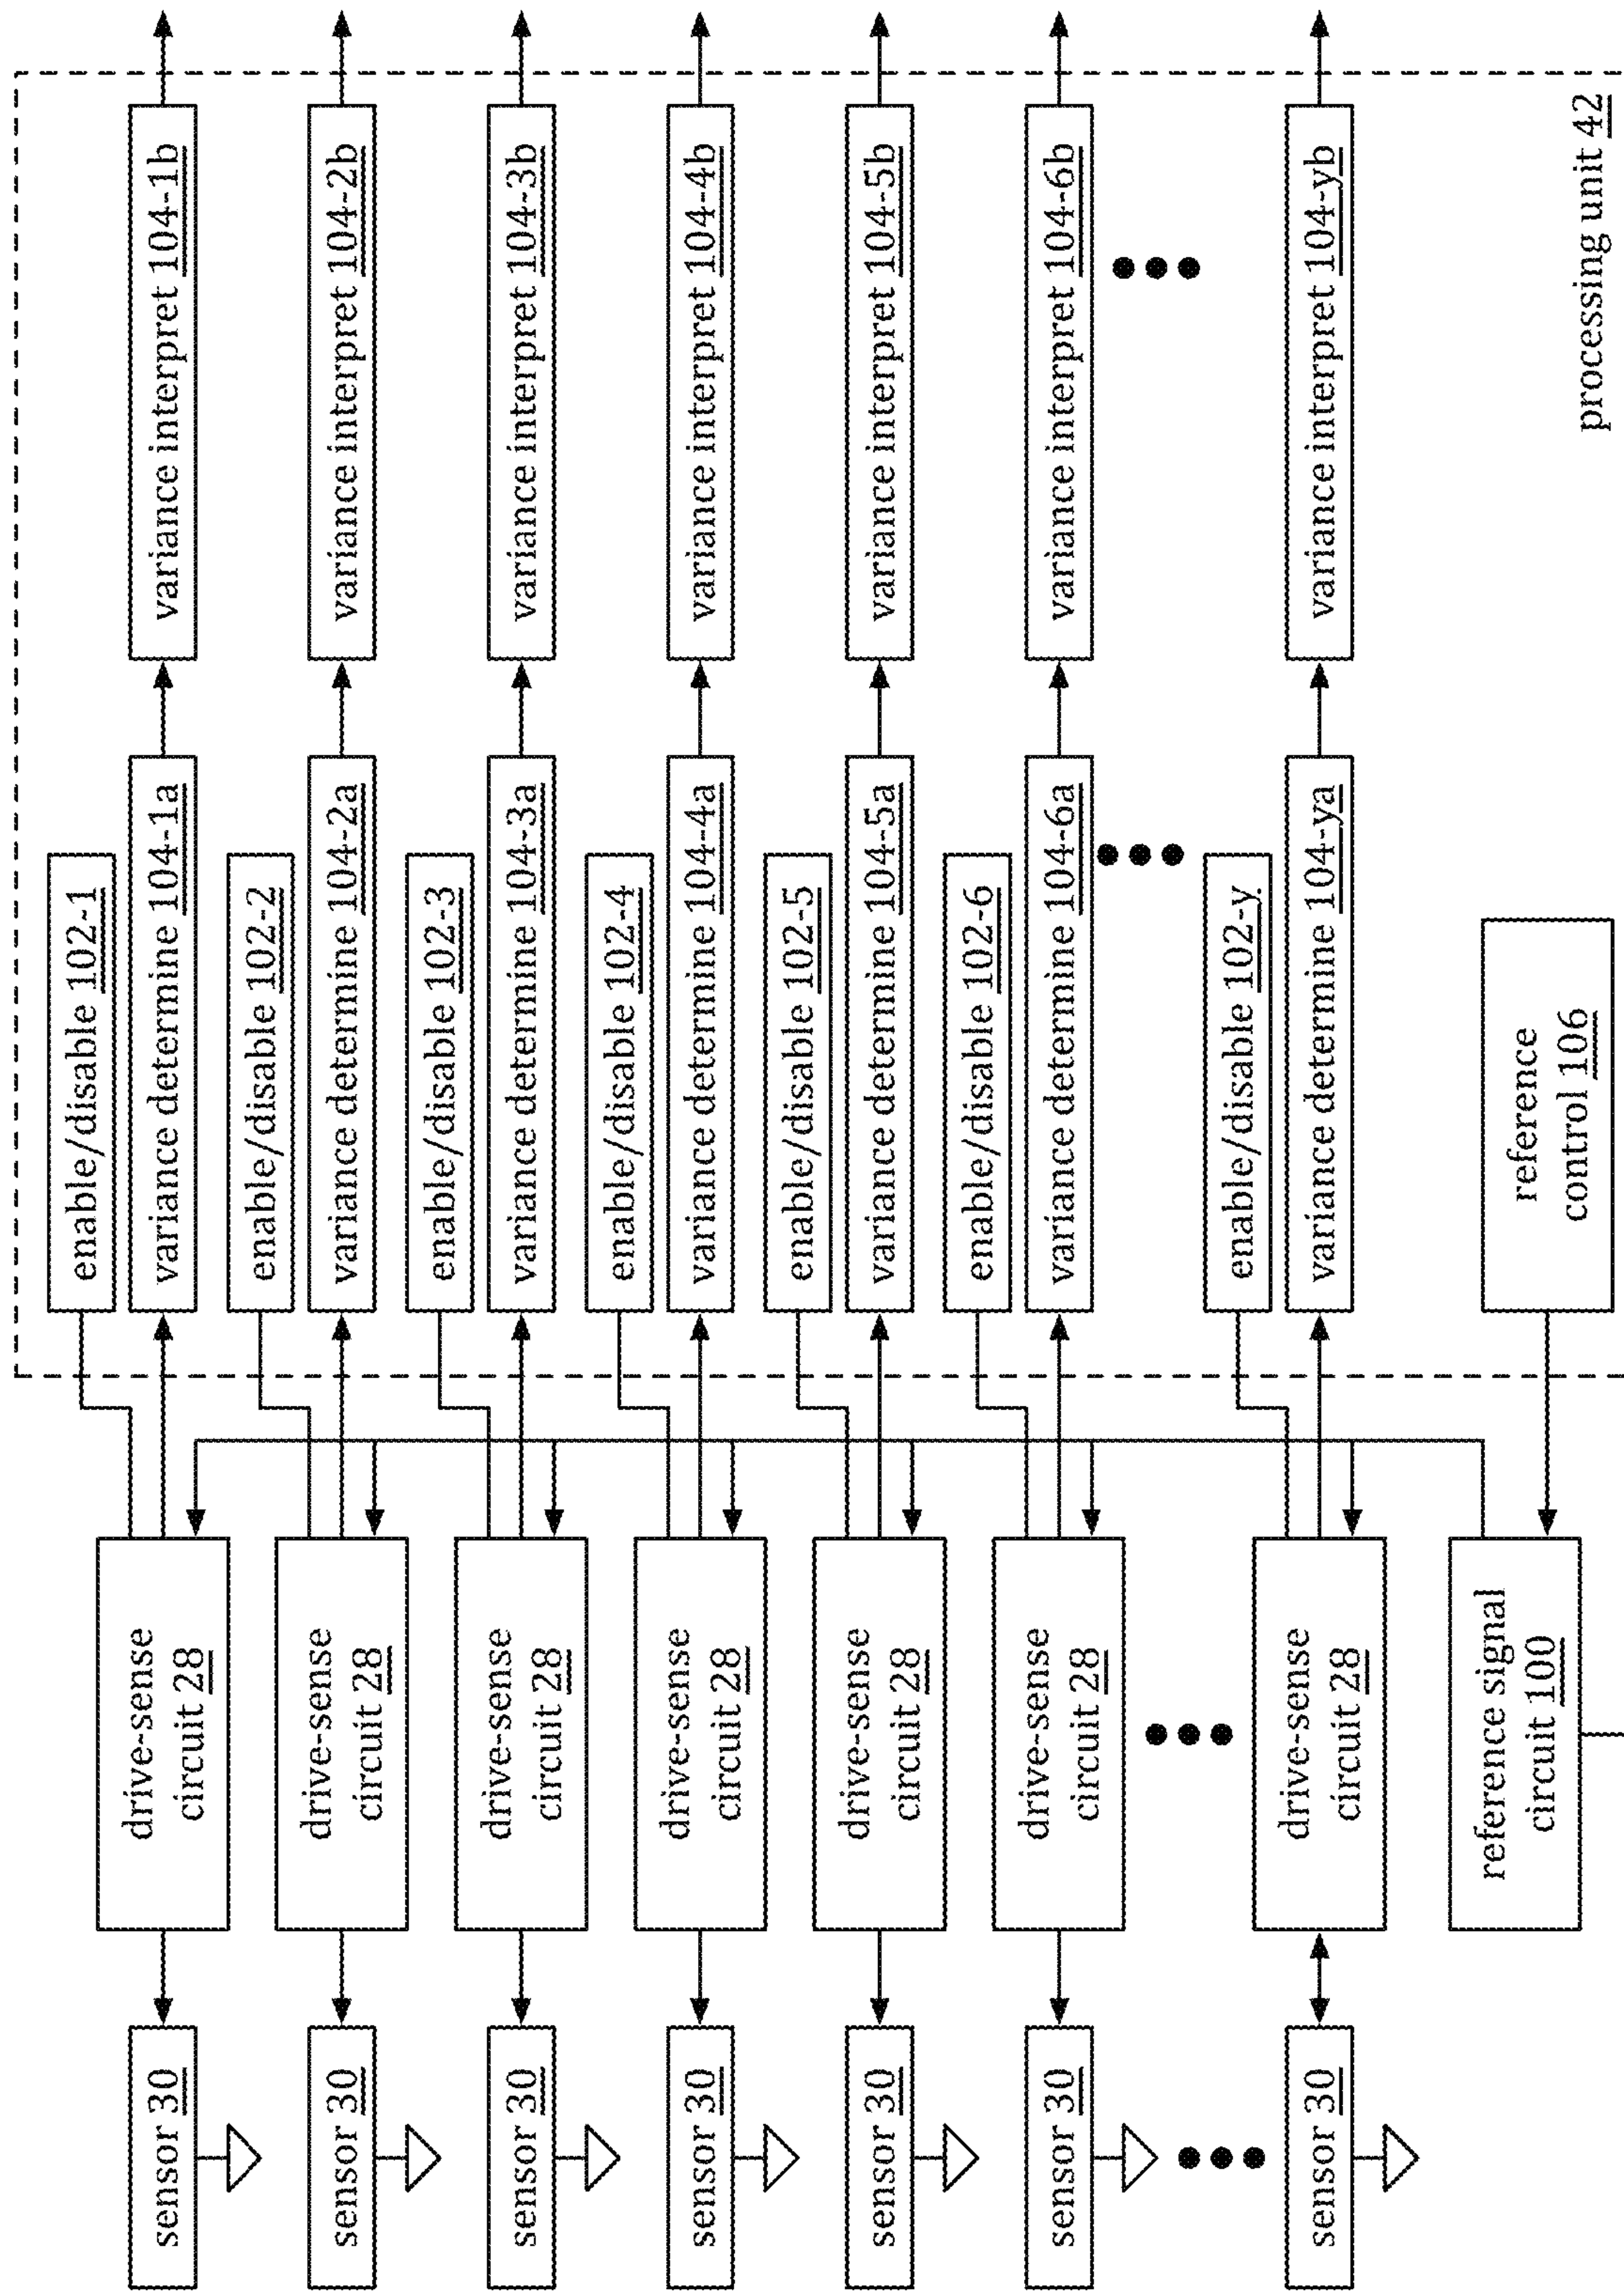 enable/disable 102-1
sensor 30
drive-sense
circuit 28
variance determine 104-1a
variance interpret 104-1b
enable/disable 102-2
sensor 30
drive-sense
circuit 28
variance determine 104-2a
variance interpret 104-2b
enable/disable 102-3
sensor 30
drive-sense
circuit 28
variance determine 104-3a
variance interpret 104-3b
enable/disable 102-4
sensor 30
drive-sense
circuit 28
variance determine 104-4a
variance interpret 104-4b
enable/disable 102-5
sensor 30
drive-sense
circuit 28
variance determine 104-5a
variance interpret 104-5b
enable/disable 102-6
sensor 30
drive-sense
circuit 28
variance determine 104-6a
variance interpret 104-6b
enable/disable 102-y
sensor 30
drive-sense
circuit 28
variance determine 104-ya
variance interpret 104-yb
reference signal
circuit 100
reference
control 106
processing unit 42